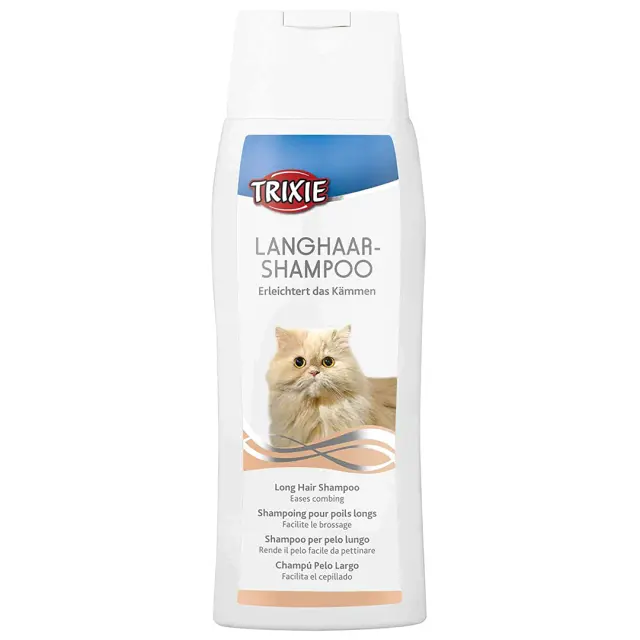 TRIXIE
LANGHAAR-
SHAMPOO
Erleichtert das Kämmen
Long Hair Shampoo
Eases combing
Shampoing pour poils longs
Facilite le brossage
Shampoo per pelo lungo
Rende il pelo facile da pettinare
Champú Pelo Largo
Facilita el cepillado